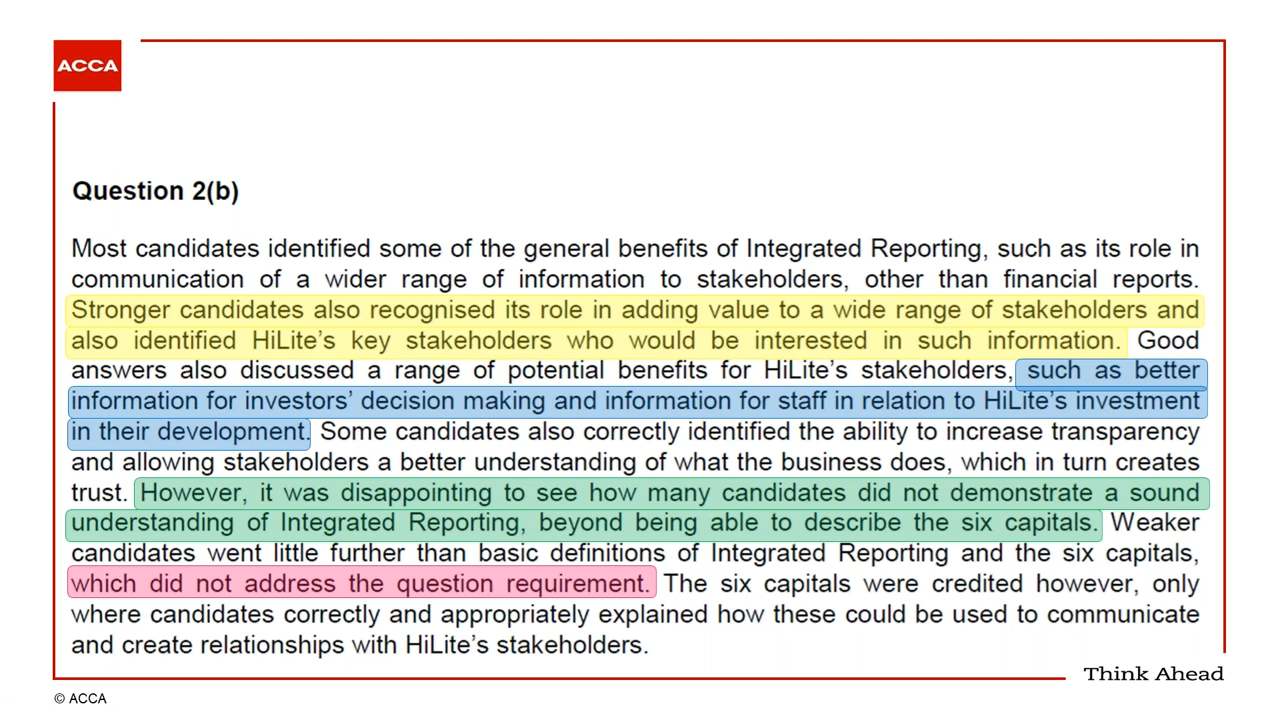 ACCA
Question 2(b)
Most candidates identified some of the general benefits of Integrated Reporting, such as its role in
communication of a wider range of information to stakeholders, other than financial reports.
Stronger candidates also recognised its role in adding value to a wide range of stakeholders and
also identified HiLite's key stakeholders who would be interested in such information. Good
answers also discussed a range of potential benefits for HiLite's stakeholders, such as better
information for investors' decision making and information for staff in relation to HiLite's investment
in their development. Some candidates also correctly identified the ability to increase transparency
and allowing stakeholders a better understanding of what the business does, which in turn creates
trust. However, it was disappointing to see how many candidates did not demonstrate a sound
understanding of Integrated Reporting, beyond being able to describe the six capitals. Weaker
candidates went little further than basic definitions of Integrated Reporting and the six capitals,
which did not address the question requirement. The six capitals were credited however, only
where candidates correctly and appropriately explained how these could be used to communicate
and create relationships with HiLite's stakeholders.
Think Ahead
© ACCA